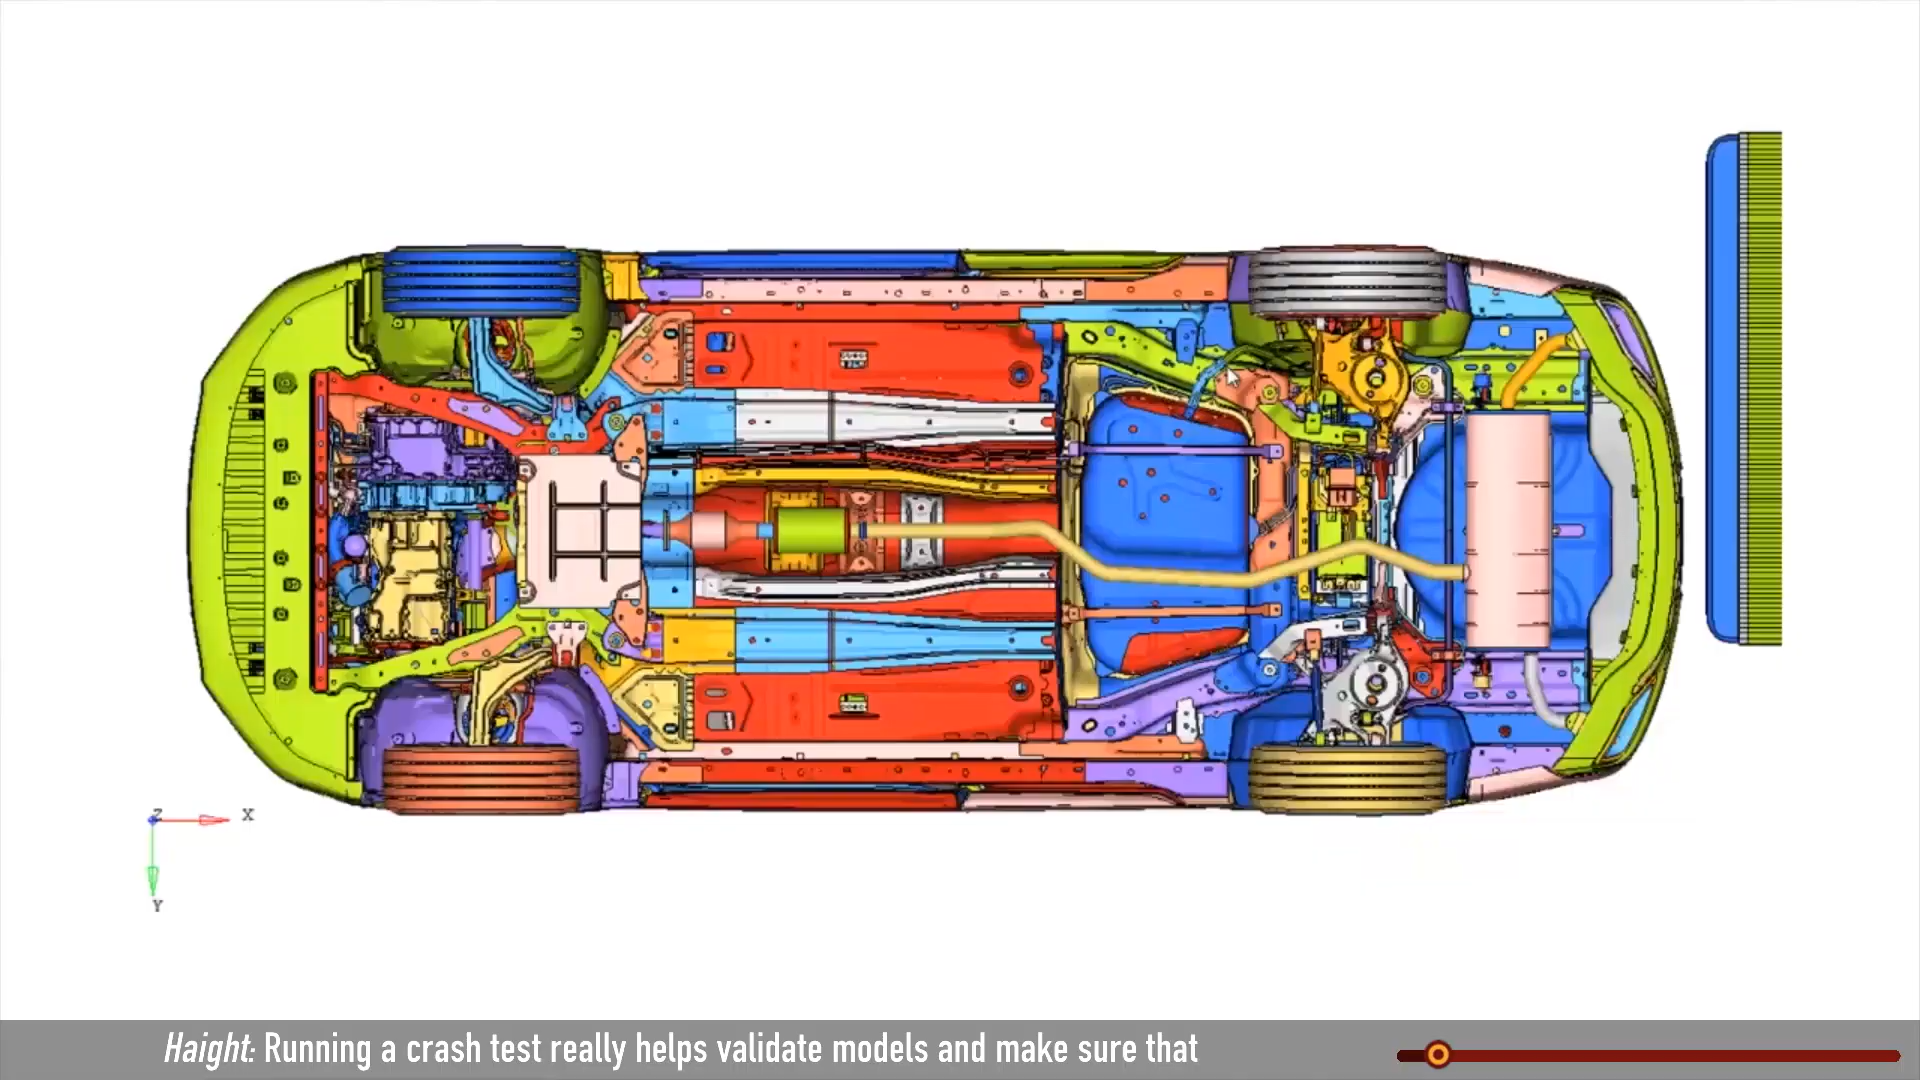 Z
X
Y
Haight: Running a crash test really helps validate models and make sure that